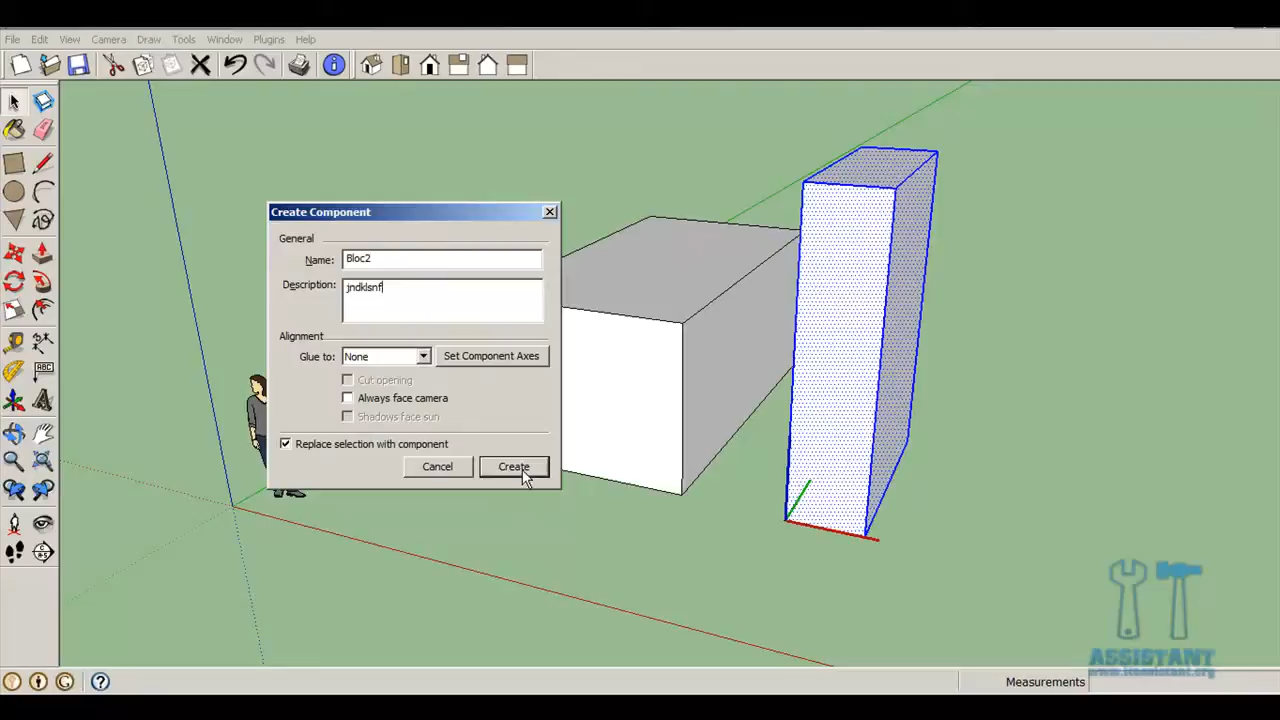 File Edit View Camera Draw Tools Window Plugins Help
Create Component
General
Name: Bloc2
Description: jndklsnf
Alignment
Glue to: None Set Component Axes
Cut opening
Always face camera
Shadows face sun
Replace selection with component
Cancel Create
ABC
ASSISTANT
Measurements